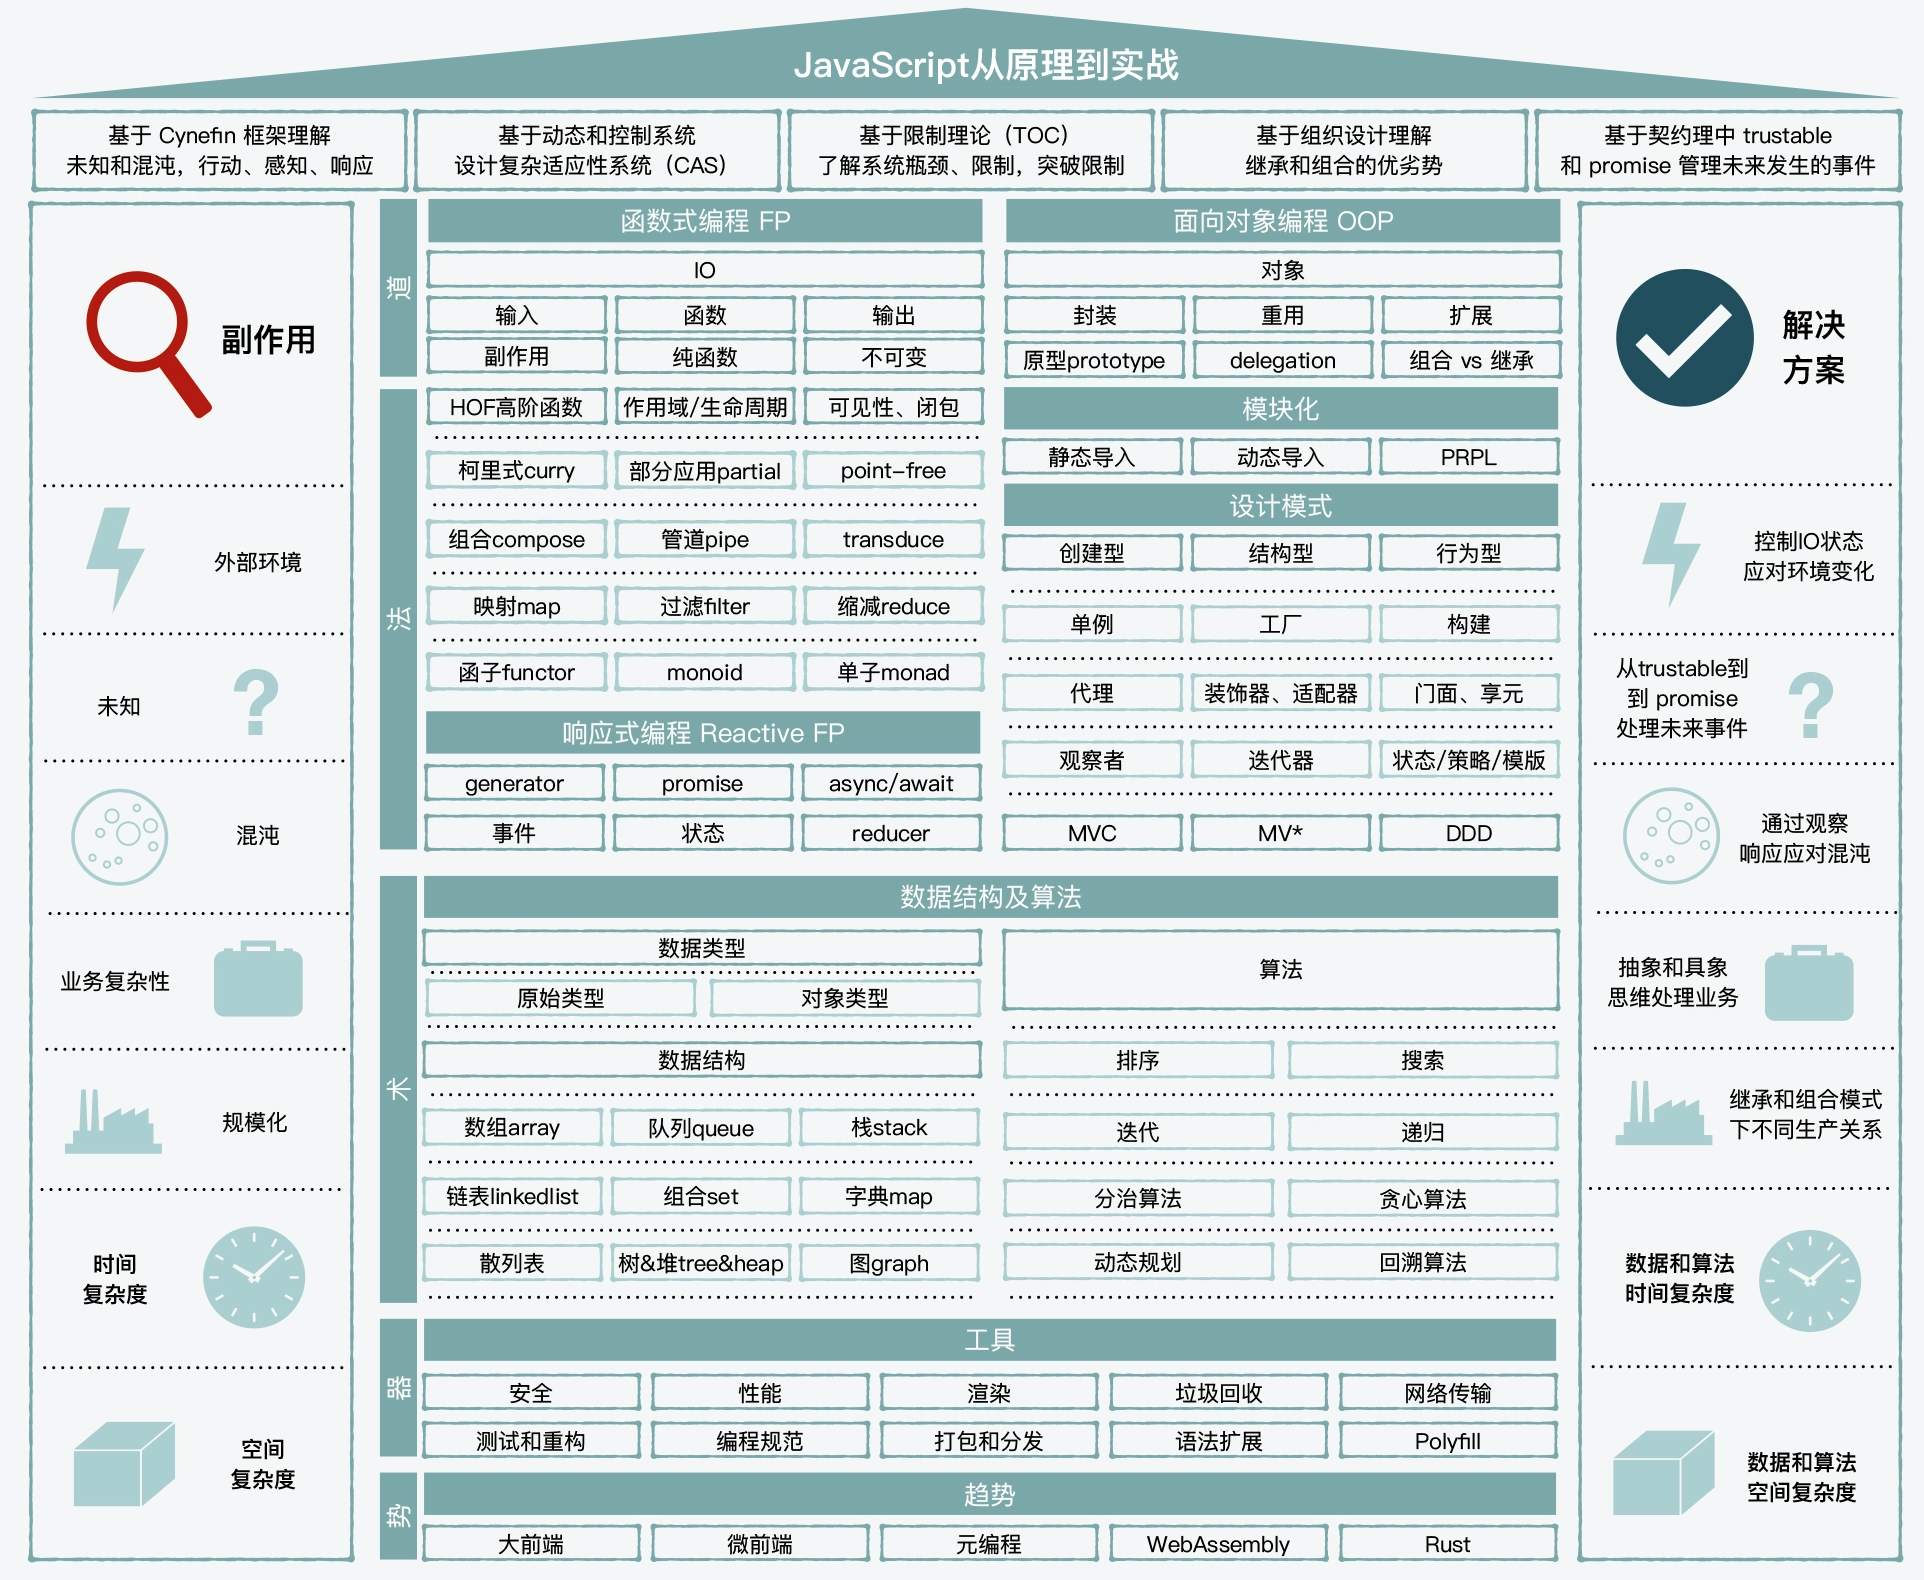 JavaScript从原理到实战
基于 Cynefin 框架理解
未知和混沌，行动、感知、响应
基于动态和控制系统
设计复杂适应性系统（CAS）
基于限制理论（TOC）
了解系统瓶颈、限制，突破限制
基于组织设计理解
继承和组合的优劣势
基于契约理中 trustable
和 promise 管理未来发生的事件
副作用
外部环境
未知
?
混沌
业务复杂性
规模化
时间
复杂度
空间
复杂度
道
函数式编程 FP
IO
输入
函数
输出
副作用
纯函数
不可变
法
HOF高阶函数
作用域/生命周期
可见性、闭包
柯里式curry
部分应用partial
point-free
组合compose
管道pipe
transduce
映射map
过滤filter
缩减reduce
函子functor
monoid
单子monad
响应式编程 Reactive FP
generator
promise
async/await
事件
状态
reducer
面向对象编程 OOP
对象
封装
重用
扩展
原型prototype
delegation
组合 vs 继承
模块化
静态导入
动态导入
PRPL
设计模式
创建型
结构型
行为型
单例
工厂
构建
代理
装饰器、适配器
门面、享元
观察者
迭代器
状态/策略/模版
MVC
MV*
DDD
术
数据结构及算法
数据类型
原始类型
对象类型
数据结构
数组array
队列queue
栈stack
链表linkedlist
组合set
字典map
散列表
树&堆tree&heap
图graph
算法
排序
搜索
迭代
递归
分治算法
贪心算法
动态规划
回溯算法
器
工具
安全
性能
渲染
垃圾回收
网络传输
测试和重构
编程规范
打包和分发
语法扩展
Polyfill
势
趋势
大前端
微前端
元编程
WebAssembly
Rust
解决
方案
控制IO状态
应对环境变化
从trustable到
到 promise
处理未来事件
?
通过观察
响应应对混沌
抽象和具象
思维处理业务
继承和组合模式
下不同生产关系
数据和算法
时间复杂度
数据和算法
空间复杂度